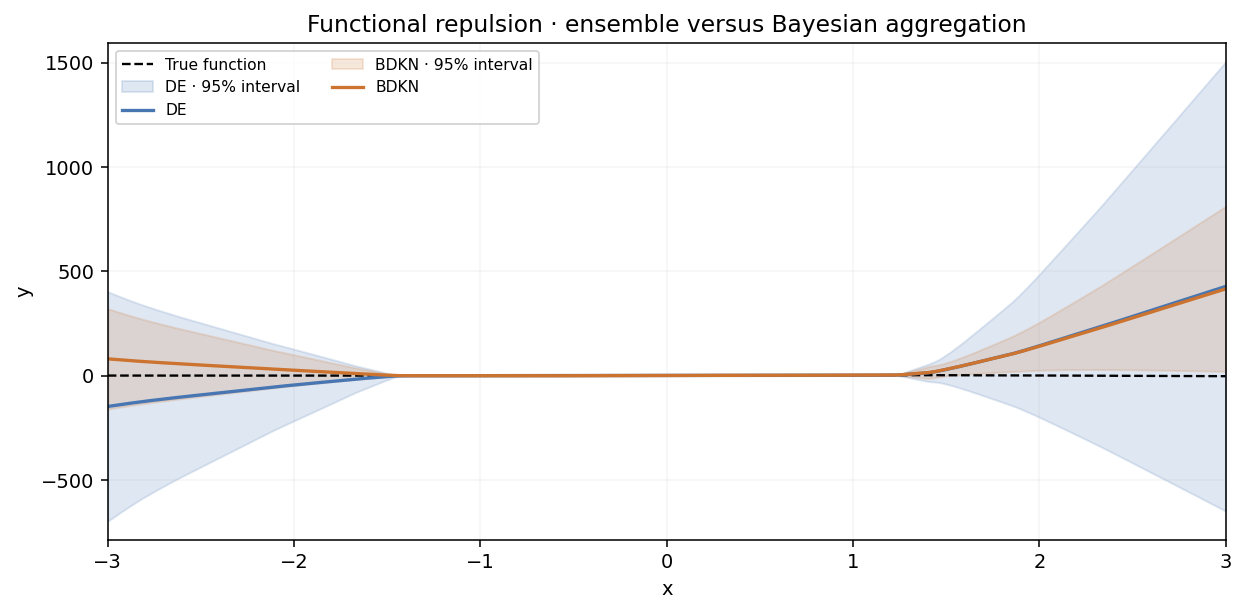 Functional repulsion · ensemble versus Bayesian aggregation
True function
DE · 95% interval
DE
BDKN · 95% interval
BDKN
y
1500
1000
500
0
−500
−3
−2
−1
0
1
2
3
x